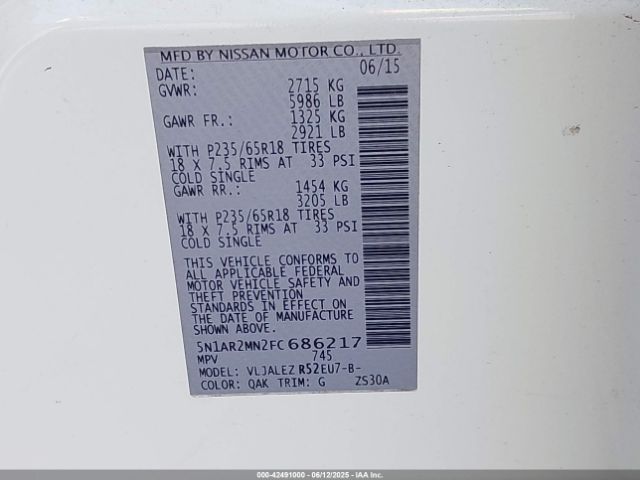 MFD BY NISSAN MOTOR CO., LTD.
DATE: 06/15
GVWR: 2715 KG
5986 LB
GAWR FR.: 1325 KG
2921 LB
WITH P235/65R18 TIRES
18 X 7.5 RIMS AT 33 PSI
COLD SINGLE
GAWR RR.: 1454 KG
3205 LB
WITH P235/65R18 TIRES
18 X 7.5 RIMS AT 33 PSI
COLD SINGLE
THIS VEHICLE CONFORMS TO
ALL APPLICABLE FEDERAL
MOTOR VEHICLE SAFETY AND
THEFT PREVENTION
STANDARDS IN EFFECT ON
THE DATE OF MANUFACTURE
SHOWN ABOVE
5N1AR2MN2FC686217
MPV 745
MODEL: VLJALEZ R52EU7-B-
COLOR: QAK TRIM: G ZS30A
000-42491000 - 06/12/2025 - IAA, Inc.